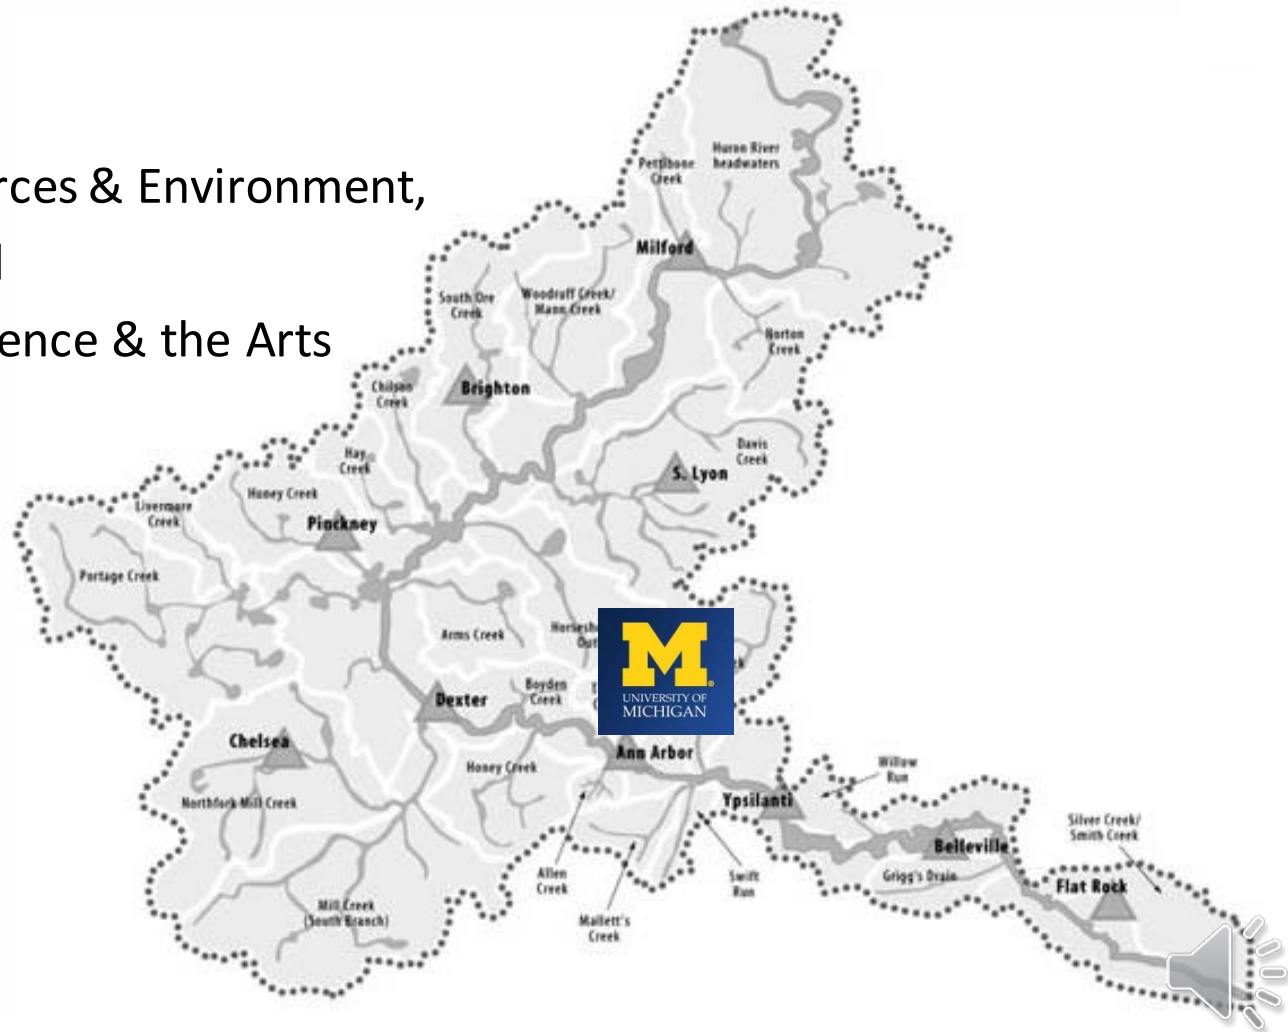 rces & Environment,
ence & the Arts
Huron River
headwaters
Pettibone
Creek
Milford
South Ore
Creek
Woodruff Creek/
Mann Creek
Norton
Creek
Chilson
Creek
Brighton
Davis
Creek
Hay
Creek
S. Lyon
Honey Creek
Livermore
Creek
Pinckney
Portage Creek
Arms Creek
Horsesh
M
UNIVERSITY OF
MICHIGAN
Boyden
Creek
Dexter
Chelsea
Ann Arbor
Honey Creek
Willow
Run
Northfork Mill Creek
Ypsilanti
Silver Creek/
Smith Creek
Belleville
Grigg's Drain
Flat Rock
Allen
Creek
Swift
Run
Mill Creek
(South Branch)
Mallett's
Creek